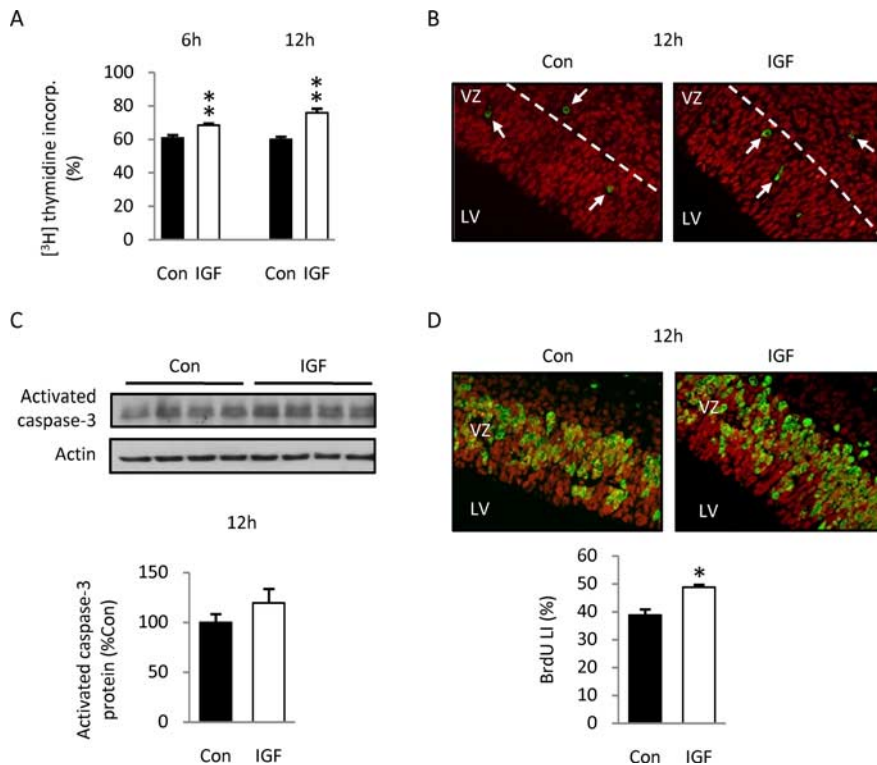 A
6h 12h
[³H] thymidine incorp.
(%)
100
80
60
40
20
0
** **
Con IGF Con IGF
B
12h
Con IGF
VZ VZ
LV LV
C
Con IGF
Activated
caspase-3
Actin
12h
Activated caspase-3
protein (%Con)
150
100
50
0
Con IGF
D
12h
Con IGF
VZ VZ
LV LV
BrdU LI (%)
60
50
40
30
20
10
0
*
Con IGF